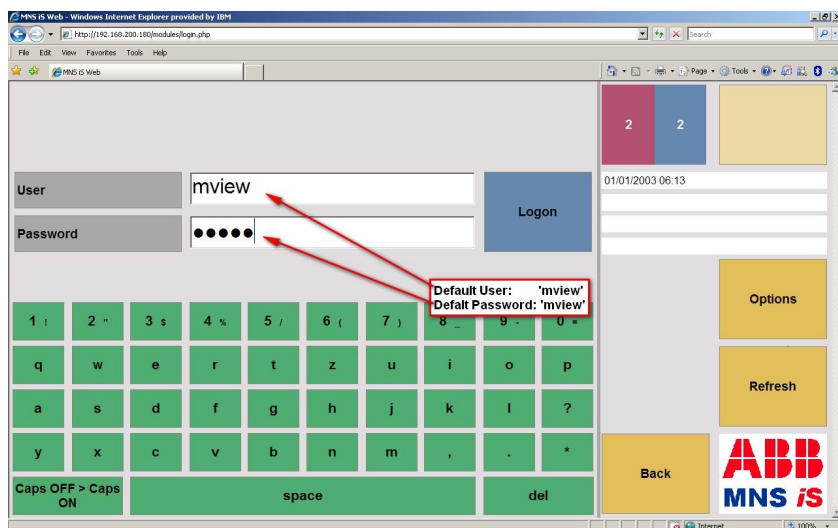 MNS iS Web - Windows Internet Explorer provided by IBM
http://192.168.200.180/modules/login.php
Search
File Edit View Favorites Tools Help
MNS iS Web
Page Tools
2 2
01/01/2003 06:13
User
mview
Logon
Password
●●●●●
Default User: 'mview'
Defalt Password: 'mview'
Options
1 ! 2 " 3 $ 4 % 5 / 6 ( 7 ) 8 _ 9 - 0 =
q w e r t z u i o p
Refresh
a s d f g h j k l ?
y x c v b n m , . *
Back
ABB
MNS iS
Caps OFF > Caps ON
space
del
Internet
100%